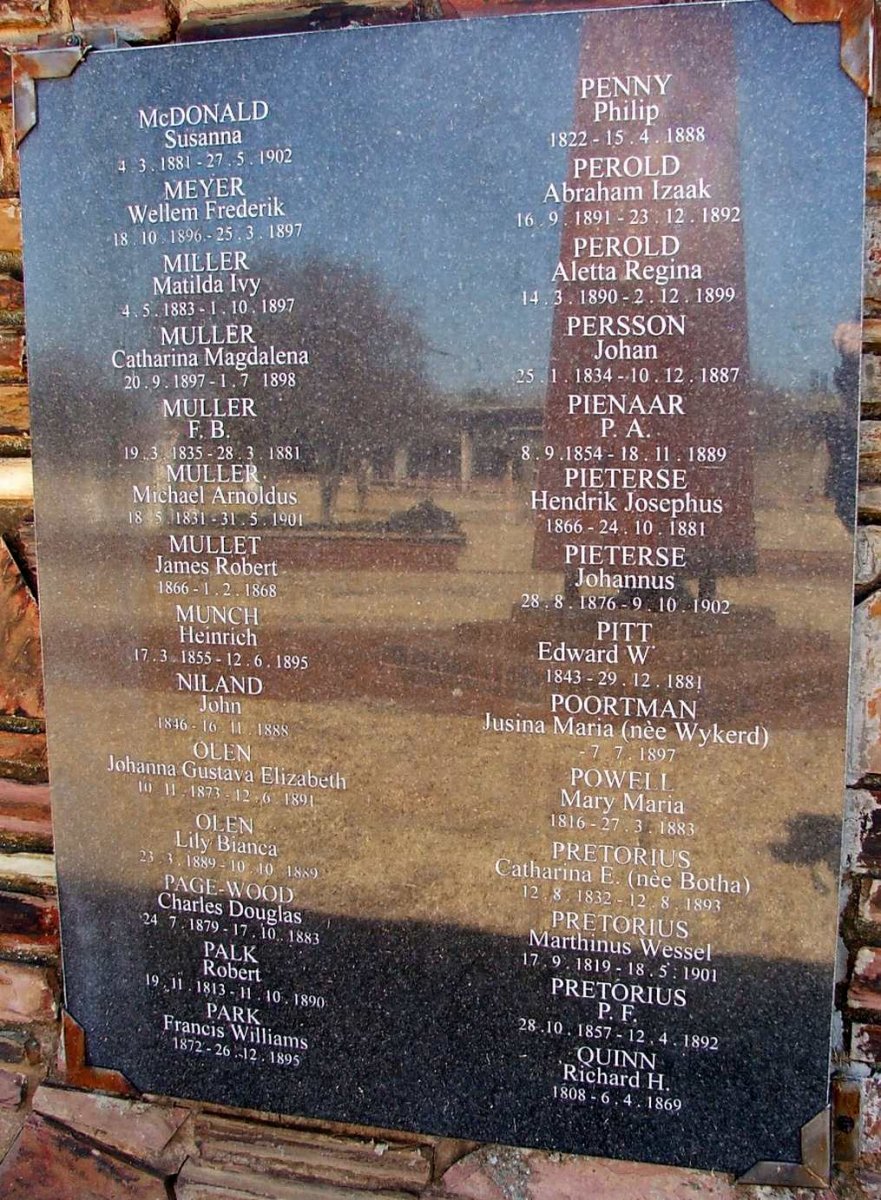 McDONALD
Susanna
4 . 3 . 1881 - 27 . 5 . 1902
MEYER
Wellem Frederik
18 . 10 . 1896 - 25 . 3 . 1897
MILLER
Matilda Ivy
4 . 5 . 1883 - 1 . 10 . 1897
MULLER
Catharina Magdalena
20 . 9 . 1897 - 1 . 7 1898
MULLER
F. B.
19 . 3 . 1835 - 28 . 3 . 1881
MULLER
Michael Arnoldus
18 . 5 . 1831 - 31 . 5 . 1901
MULLET
James Robert
1866 - 1 . 2 . 1868
MUNCH
Heinrich
17 . 3 . 1855 - 12 . 6 . 1895
NILAND
John
1846 - 16 . 11 . 1888
OLEN
Johanna Gustava Elizabeth
10 . 11 . 1873 - 12 . 6 . 1891
OLEN
Lily Bianca
23 . 3 . 1889 - 10 . 10 . 1889
PAGE-WOOD
Charles Douglas
24 . 7 . 1879 - 17 . 10 . 1883
PALK
Robert
19 . 11 . 1813 - 11 . 10 . 1890
PARK
Francis Williams
1872 - 26 . 12 . 1895
PENNY
Philip
1822 - 15 . 4 . 1888
PEROLD
Abraham Izaak
16 . 9 . 1891 - 23 . 12 . 1892
PEROLD
Aletta Regina
14 . 3 . 1890 - 2 . 12 . 1899
PERSSON
Johan
25 . 1 . 1834 - 10 . 12 . 1887
PIENAAR
P. A.
8 . 9 . 1854 - 18 . 11 . 1889
PIETERSE
Hendrik Josephus
1866 - 24 . 10 . 1881
PIETERSE
Johannus
28 . 8 . 1876 - 9 . 10 . 1902
PITT
Edward W
1843 - 29 . 12 . 1881
POORTMAN
Jusina Maria (nèe Wykerd)
- 7 . 7 . 1897
POWELL
Mary Maria
1816 - 27 . 3 . 1883
PRETORIUS
Catharina E. (nèe Botha)
12 . 8 . 1832 - 12 . 8 . 1893
PRETORIUS
Marthinus Wessel
17 . 9 . 1819 - 18 . 5 . 1901
PRETORIUS
P. F.
28 . 10 . 1857 - 12 . 4 . 1892
QUINN
Richard H.
1808 - 6 . 4 . 1869